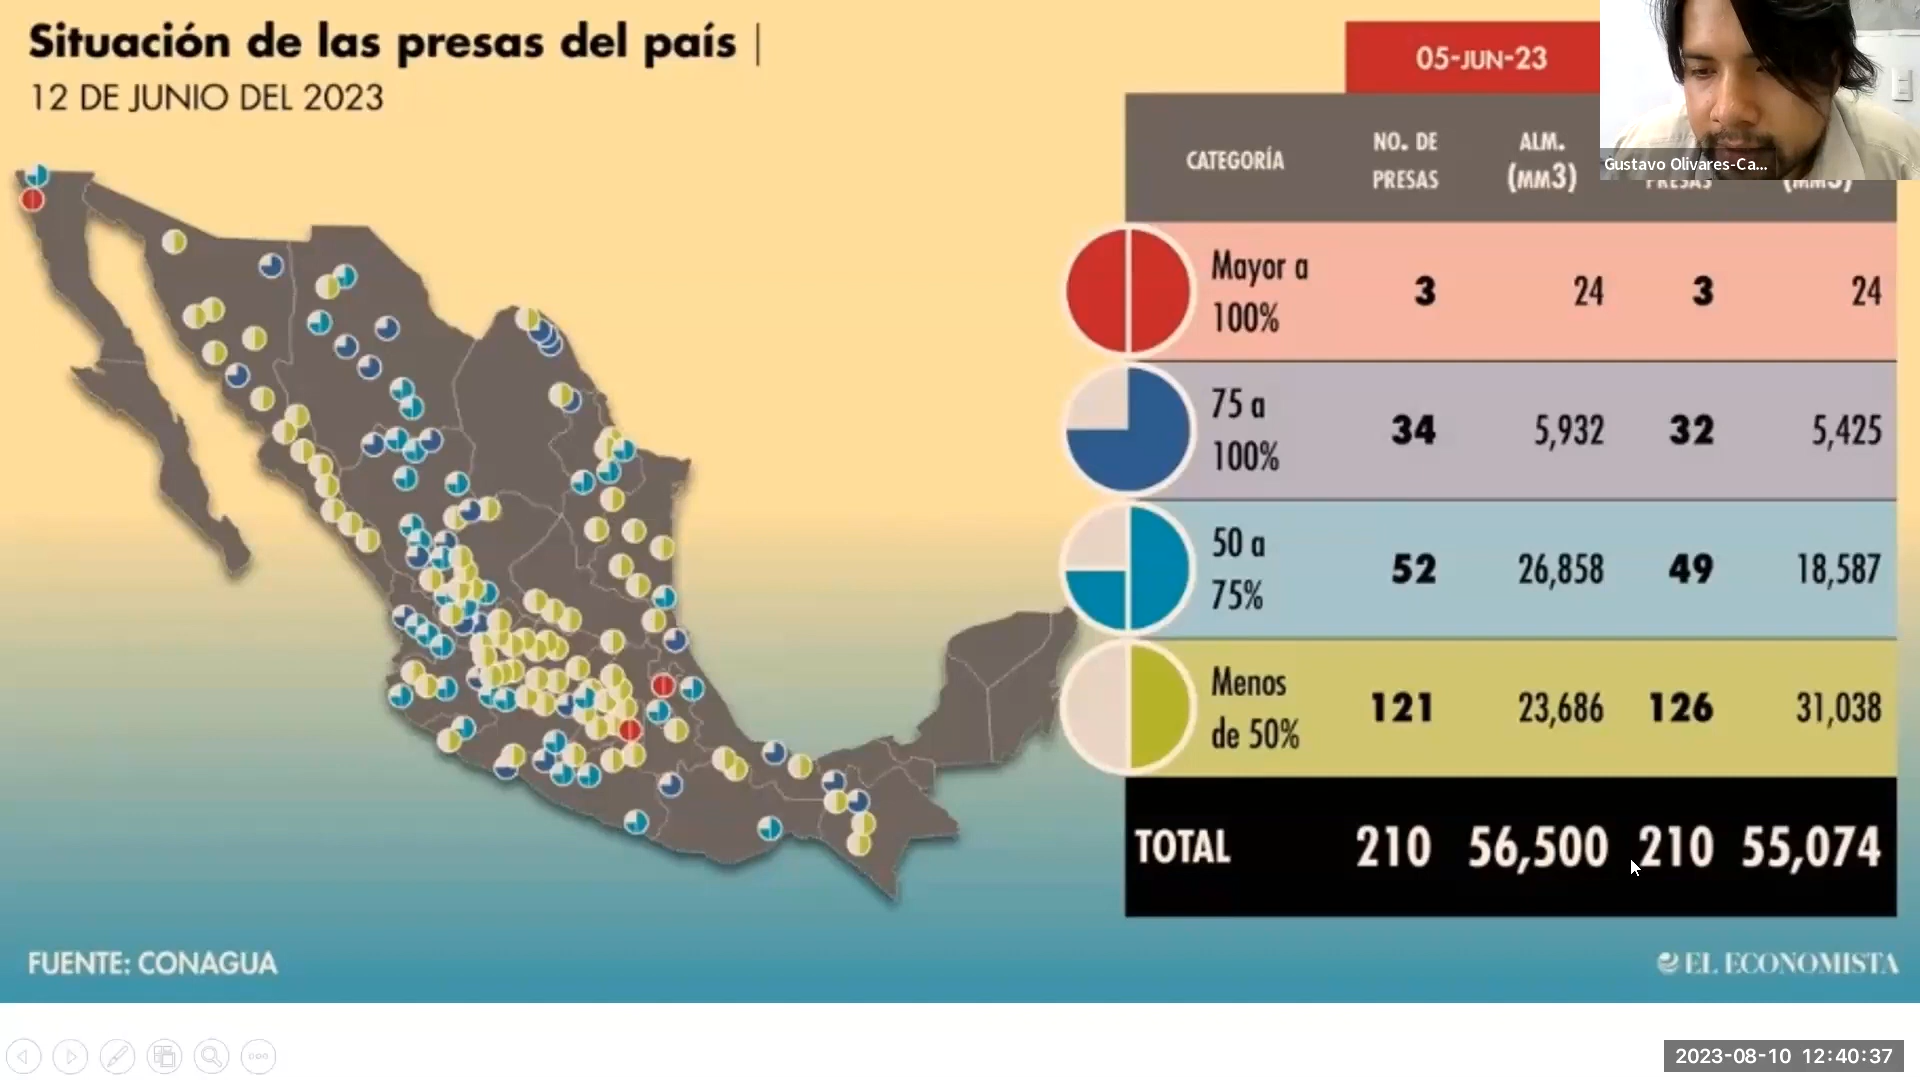 Situación de las presas del país |
12 DE JUNIO DEL 2023
05-JUN-23
CATEGORÍA
NO. DE PRESAS
ALM. (MM3)
PRESAS
(MM3)
Gustavo Olivares-Ca...
Mayor a 100%
3 24 3 24
75 a 100%
34 5,932 32 5,425
50 a 75%
52 26,858 49 18,587
Menos de 50%
121 23,686 126 31,038
TOTAL 210 56,500 210 55,074
FUENTE: CONAGUA
EL ECONOMISTA
2023-08-10 12:40:37